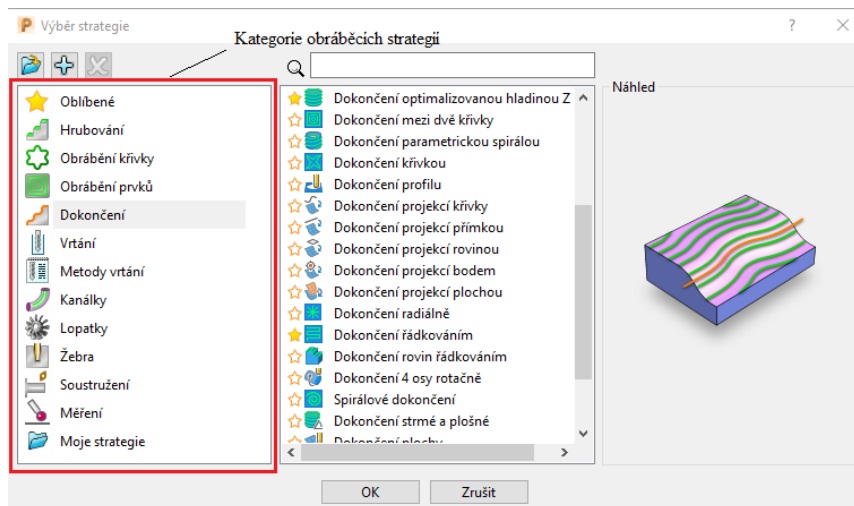 Výběr strategie
Kategorie obráběcích strategií
Oblíbené
Hrubování
Obrábění křivky
Obrábění prvků
Dokončení
Vrtání
Metody vrtání
Kanálky
Lopatky
Žebra
Soustružení
Měření
Moje strategie
Dokončení optimalizovanou hladinou Z
Dokončení mezi dvě křivky
Dokončení parametrickou spirálou
Dokončení křivkou
Dokončení profilu
Dokončení projekcí křivky
Dokončení projekcí přímkou
Dokončení projekcí rovinou
Dokončení projekcí bodem
Dokončení projekcí plochou
Dokončení radiálně
Dokončení řádkováním
Dokončení rovin řádkováním
Dokončení 4 osy rotačně
Spirálové dokončení
Dokončení strmé a plošné
Dokončení plochy
Náhled
OK
Zrušit